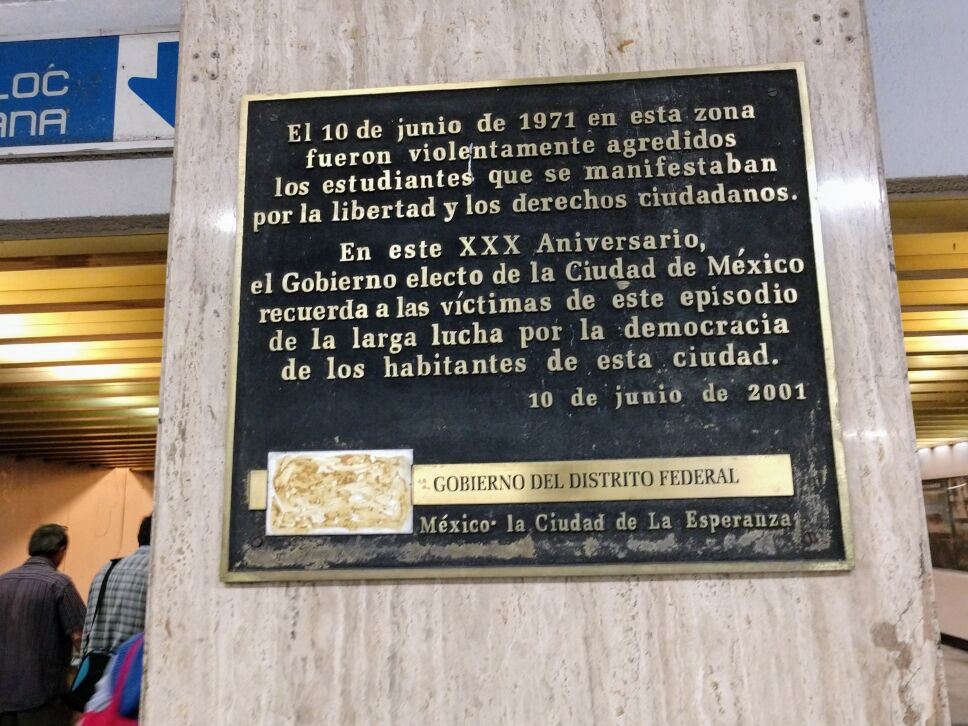 LOĆ
ANA
El 10 de junio de 1971 en esta zona
fueron violentamente agredidos
los estudiantes que se manifestaban
por la libertad y los derechos ciudadanos.
En este XXX Aniversario,
el Gobierno electo de la Ciudad de México
recuerda a las víctimas de este episodio
de la larga lucha por la democracia
de los habitantes de esta ciudad.
10 de junio de 2001
GOBIERNO DEL DISTRITO FEDERAL
México· la Ciudad de La Esperanza